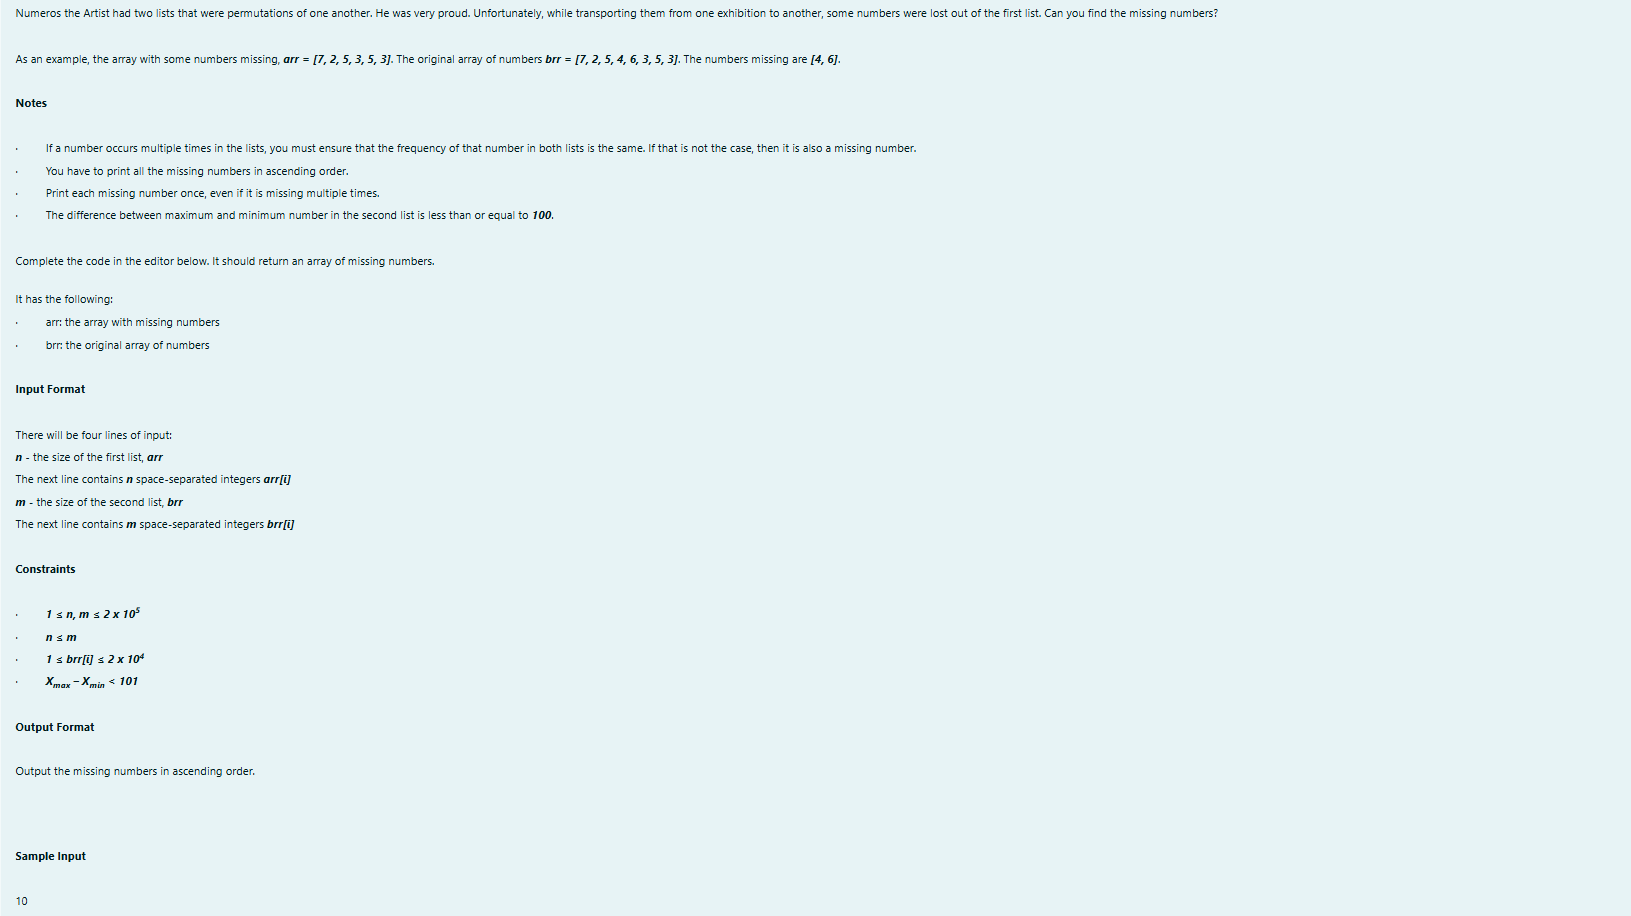 Numeros the Artist had two lists that were permutations of one another. He was very proud. Unfortunately, while transporting them from one exhibition to another, some numbers were lost out of the first list. Can you find the missing numbers?
As an example, the array with some numbers missing, arr = [7, 2, 5, 3, 5, 3]. The original array of numbers brr = [7, 2, 5, 4, 6, 3, 5, 3]. The numbers missing are [4, 6].
Notes
· If a number occurs multiple times in the lists, you must ensure that the frequency of that number in both lists is the same. If that is not the case, then it is also a missing number.
· You have to print all the missing numbers in ascending order.
· Print each missing number once, even if it is missing multiple times.
· The difference between maximum and minimum number in the second list is less than or equal to 100.
Complete the code in the editor below. It should return an array of missing numbers.
It has the following:
· arr: the array with missing numbers
· brr: the original array of numbers
Input Format
There will be four lines of input:
n - the size of the first list, arr
The next line contains n space-separated integers arr[i]
m - the size of the second list, brr
The next line contains m space-separated integers brr[i]
Constraints
· 1 ≤ n, m ≤ 2 x 10⁵
· n ≤ m
· 1 ≤ brr[i] ≤ 2 x 10⁴
· Xmax − Xmin < 101
Output Format
Output the missing numbers in ascending order.
Sample Input
10